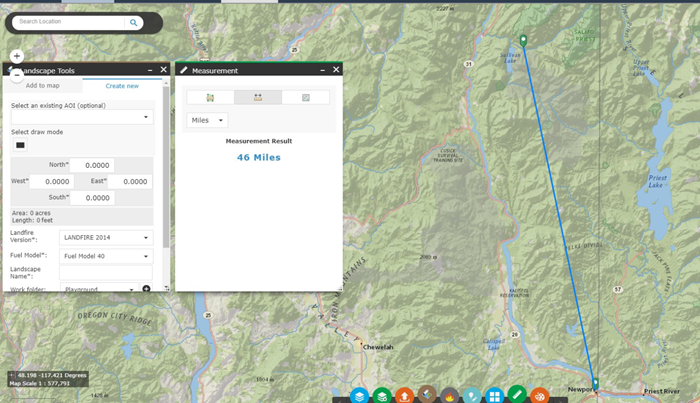 Search Location
Landscape Tools
Add to map
Create new
Select an existing AOI (optional)
Select draw mode
North* 0.0000
West* 0.0000 East* 0.0000
South* 0.0000
Area: 0 acres
Length: 0 feet
Landfire Version*: LANDFIRE 2014
Fuel Model*: Fuel Model 40
Landscape Name*:
Work folder: Playground
Measurement
Miles
Measurement Result
46 Miles
31
Sullivan Lake
SALMO PRIEST
Upper Priest Lake
Priest Lake
57
20
25
OREGON CITY RIDGE
Chewelah
Newport
Priest River
48.198 -117.421 Degrees
Map Scale 1 : 577,791